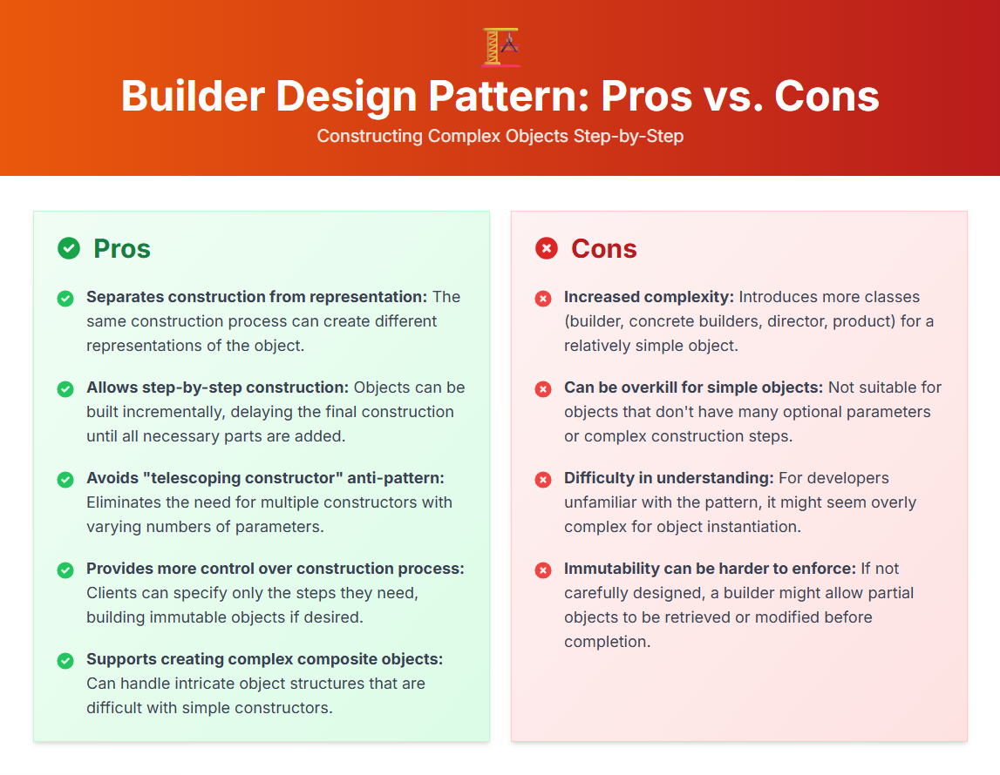 Builder Design Pattern: Pros vs. Cons
Constructing Complex Objects Step-by-Step
Pros
Separates construction from representation: The
same construction process can create different
representations of the object.
Allows step-by-step construction: Objects can be
built incrementally, delaying the final construction
until all necessary parts are added.
Avoids "telescoping constructor" anti-pattern:
Eliminates the need for multiple constructors with
varying numbers of parameters.
Provides more control over construction process:
Clients can specify only the steps they need,
building immutable objects if desired.
Supports creating complex composite objects:
Can handle intricate object structures that are
difficult with simple constructors.
Cons
Increased complexity: Introduces more classes
(builder, concrete builders, director, product) for a
relatively simple object.
Can be overkill for simple objects: Not suitable for
objects that don't have many optional parameters
or complex construction steps.
Difficulty in understanding: For developers
unfamiliar with the pattern, it might seem overly
complex for object instantiation.
Immutability can be harder to enforce: If not
carefully designed, a builder might allow partial
objects to be retrieved or modified before
completion.